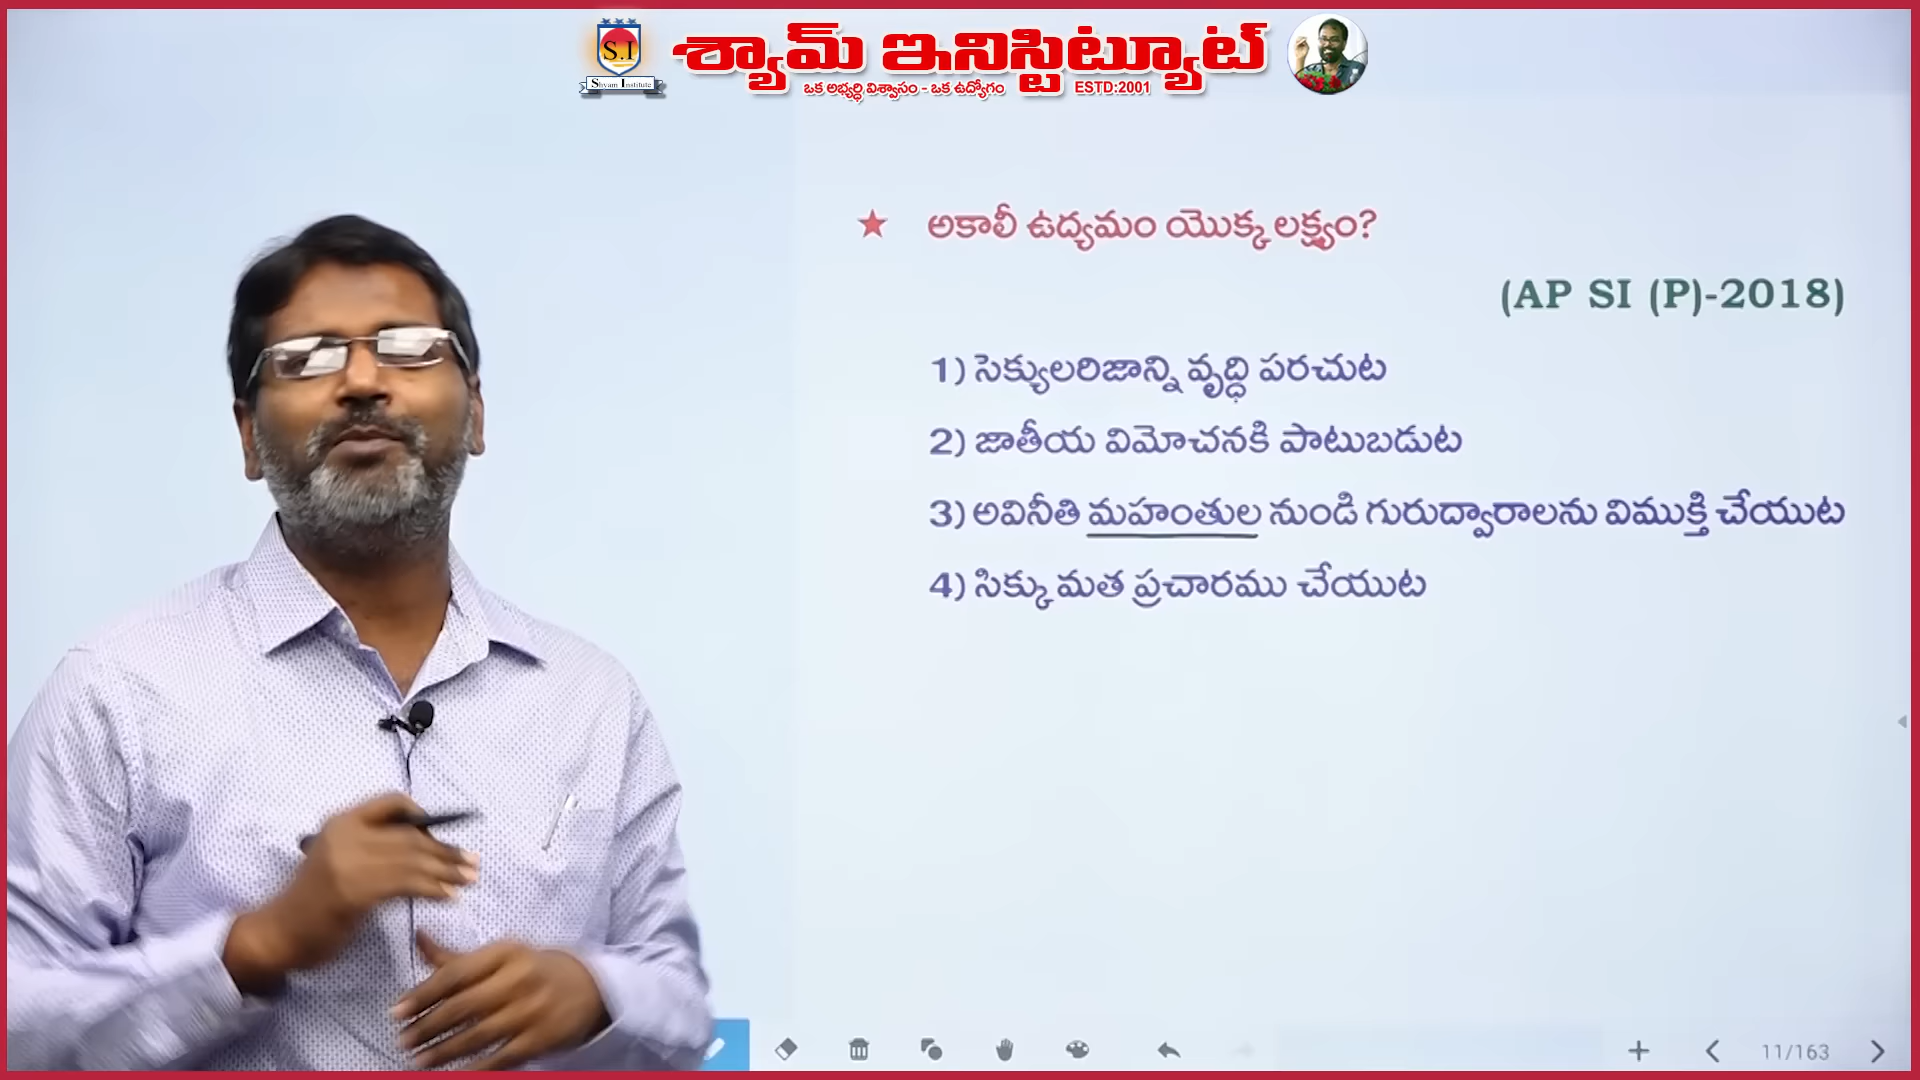 S.I
Shyam Institute
శ్యామ్ ఇనిస్టిట్యూట్
ఒక అభ్యర్థి విశ్వాసం - ఒక ఉద్యోగం ESTD:2001
★ అకాలీ ఉద్యమం యొక్క లక్ష్యం?
(AP SI (P)-2018)
1) సెక్యులరిజాన్ని వృద్ధి పరచుట
2) జాతీయ విమోచనకి పాటుబడుట
3) అవినీతి మహంతుల నుండి గురుద్వారాలను విముక్తి చేయుట
4) సిక్కు మత ప్రచారము చేయుట
11/163